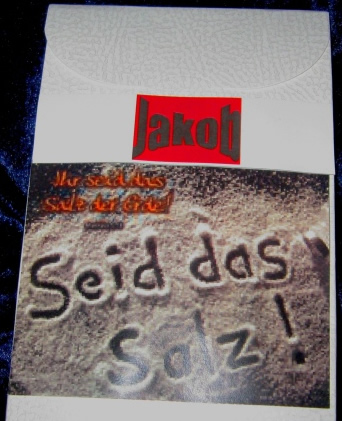 Jakob
Ihr seid das
Salz der Erde!
Seid das
Salz!